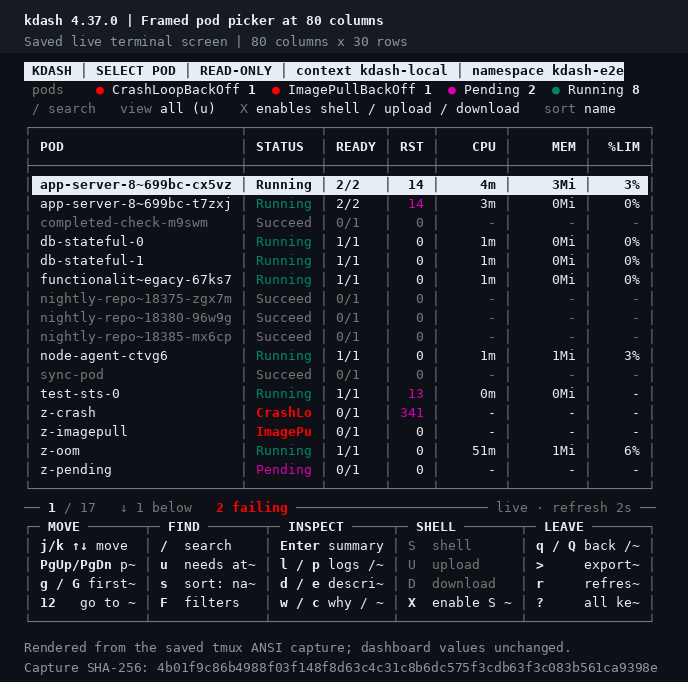 kdash 4.37.0 | Framed pod picker at 80 columns
Saved live terminal screen | 80 columns x 30 rows
KDASH │ SELECT POD │ READ-ONLY │ context kdash-local │ namespace kdash-e2e
pods ● CrashLoopBackOff 1 ● ImagePullBackOff 1 ● Pending 2 ● Running 8
/ search view all (u) X enables shell / upload / download sort name
│ POD │ STATUS │ READY │ RST │ CPU │ MEM │ %LIM │
│ app-server-8~699bc-cx5vz │ Running │ 2/2 │ 14 │ 4m │ 3Mi │ 3% │
│ app-server-8~699bc-t7zxj │ Running │ 2/2 │ 14 │ 3m │ 0Mi │ 0% │
│ completed-check-m9swm │ Succeed │ 0/1 │ 0 │ - │ - │ - │
│ db-stateful-0 │ Running │ 1/1 │ 0 │ 1m │ 0Mi │ 0% │
│ db-stateful-1 │ Running │ 1/1 │ 0 │ 1m │ 0Mi │ 0% │
│ functionalit~egacy-67ks7 │ Running │ 1/1 │ 0 │ 1m │ 0Mi │ 0% │
│ nightly-repo~18375-zgx7m │ Succeed │ 0/1 │ 0 │ - │ - │ - │
│ nightly-repo~18380-96w9g │ Succeed │ 0/1 │ 0 │ - │ - │ - │
│ nightly-repo~18385-mx6cp │ Succeed │ 0/1 │ 0 │ - │ - │ - │
│ node-agent-ctvg6 │ Running │ 1/1 │ 0 │ 1m │ 1Mi │ 3% │
│ sync-pod │ Succeed │ 0/1 │ 0 │ - │ - │ - │
│ test-sts-0 │ Running │ 1/1 │ 13 │ 0m │ 0Mi │ - │
│ z-crash │ CrashLo │ 0/1 │ 341 │ - │ - │ - │
│ z-imagepull │ ImagePu │ 0/1 │ 0 │ - │ - │ - │
│ z-oom │ Running │ 1/1 │ 0 │ 51m │ 1Mi │ 6% │
│ z-pending │ Pending │ 0/1 │ 0 │ - │ - │ - │
── 1 / 17 ↓ 1 below 2 failing ── live · refresh 2s ──
┌─ MOVE ─┬─ FIND ─┬─ INSPECT ─┬─ SHELL ─┬─ LEAVE ─┐
│ j/k ↑↓ move │ / search │ Enter summary │ S shell │ q / Q back /~ │
│ PgUp/PgDn p~ │ u needs at~ │ l / p logs /~ │ U upload │ > export~ │
│ g / G first~ │ s sort: na~ │ d / e descri~ │ D download │ r refres~ │
│ 12 go to ~ │ F filters │ w / c why / ~ │ X enable S ~ │ ? all ke~ │
Rendered from the saved tmux ANSI capture; dashboard values unchanged.
Capture SHA-256: 4b01f9c86b4988f03f148f8d63c4c31c8b6dc575f3cdb63f3c083b561ca9398e